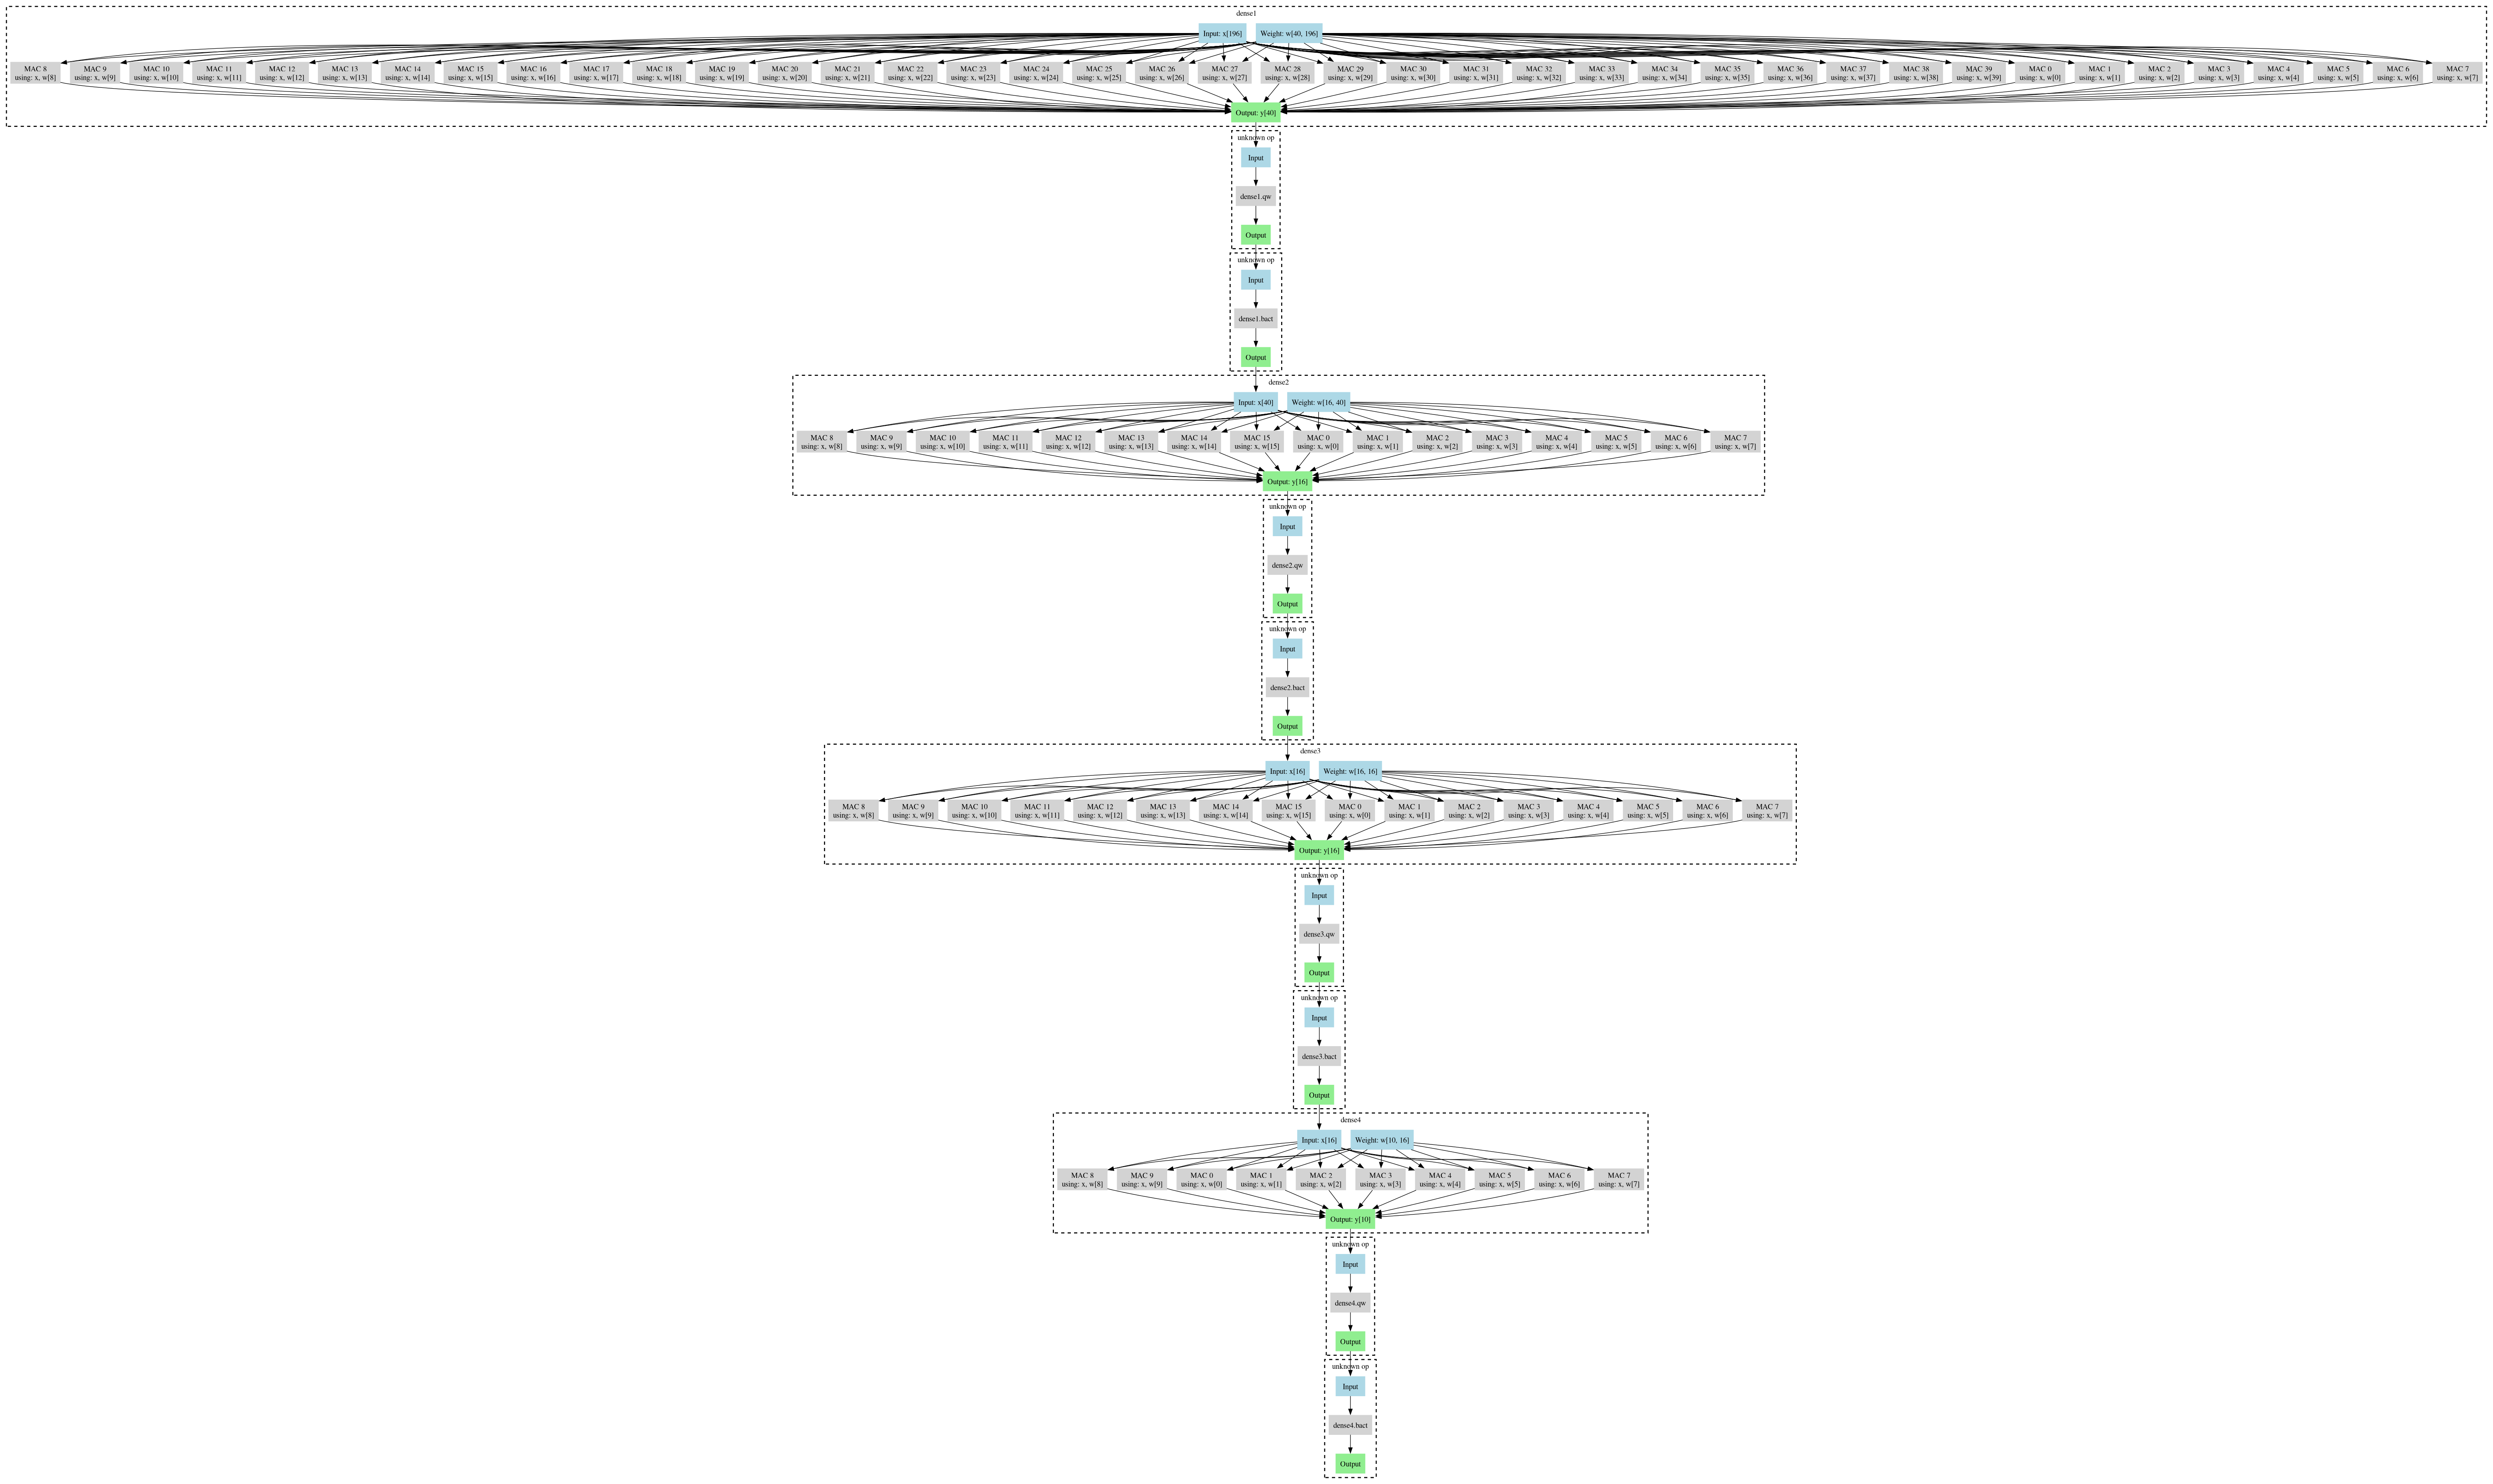 dense1
Input: x[196] Weight: w[40, 196]
MAC 8 MAC 9 MAC 10 MAC 11 MAC 12 MAC 13 MAC 14 MAC 15 MAC 16 MAC 17 MAC 18 MAC 19 MAC 20 MAC 21 MAC 22 MAC 23 MAC 24 MAC 25 MAC 26 MAC 27 MAC 28 MAC 29 MAC 30 MAC 31 MAC 32 MAC 33 MAC 34 MAC 35 MAC 36 MAC 37 MAC 38 MAC 39 MAC 0 MAC 1 MAC 2 MAC 3 MAC 4 MAC 5 MAC 6 MAC 7
using: x, w[8] using: x, w[9] using: x, w[10] using: x, w[11] using: x, w[12] using: x, w[13] using: x, w[14] using: x, w[15] using: x, w[16] using: x, w[17] using: x, w[18] using: x, w[19] using: x, w[20] using: x, w[21] using: x, w[22] using: x, w[23] using: x, w[24] using: x, w[25] using: x, w[26] using: x, w[27] using: x, w[28] using: x, w[29] using: x, w[30] using: x, w[31] using: x, w[32] using: x, w[33] using: x, w[34] using: x, w[35] using: x, w[36] using: x, w[37] using: x, w[38] using: x, w[39] using: x, w[0] using: x, w[1] using: x, w[2] using: x, w[3] using: x, w[4] using: x, w[5] using: x, w[6] using: x, w[7]
Output: y[40]
unknown op
Input
dense1.qw
Output
unknown op
Input
dense1.bact
Output
dense2
Input: x[40] Weight: w[16, 40]
MAC 8 MAC 9 MAC 10 MAC 11 MAC 12 MAC 13 MAC 14 MAC 15 MAC 0 MAC 1 MAC 2 MAC 3 MAC 4 MAC 5 MAC 6 MAC 7
using: x, w[8] using: x, w[9] using: x, w[10] using: x, w[11] using: x, w[12] using: x, w[13] using: x, w[14] using: x, w[15] using: x, w[0] using: x, w[1] using: x, w[2] using: x, w[3] using: x, w[4] using: x, w[5] using: x, w[6] using: x, w[7]
Output: y[16]
unknown op
Input
dense2.qw
Output
unknown op
Input
dense2.bact
Output
dense3
Input: x[16] Weight: w[16, 16]
MAC 8 MAC 9 MAC 10 MAC 11 MAC 12 MAC 13 MAC 14 MAC 15 MAC 0 MAC 1 MAC 2 MAC 3 MAC 4 MAC 5 MAC 6 MAC 7
using: x, w[8] using: x, w[9] using: x, w[10] using: x, w[11] using: x, w[12] using: x, w[13] using: x, w[14] using: x, w[15] using: x, w[0] using: x, w[1] using: x, w[2] using: x, w[3] using: x, w[4] using: x, w[5] using: x, w[6] using: x, w[7]
Output: y[16]
unknown op
Input
dense3.qw
Output
unknown op
Input
dense3.bact
Output
dense4
Input: x[16] Weight: w[10, 16]
MAC 8 MAC 9 MAC 0 MAC 1 MAC 2 MAC 3 MAC 4 MAC 5 MAC 6 MAC 7
using: x, w[8] using: x, w[9] using: x, w[0] using: x, w[1] using: x, w[2] using: x, w[3] using: x, w[4] using: x, w[5] using: x, w[6] using: x, w[7]
Output: y[10]
unknown op
Input
dense4.qw
Output
unknown op
Input
dense4.bact
Output